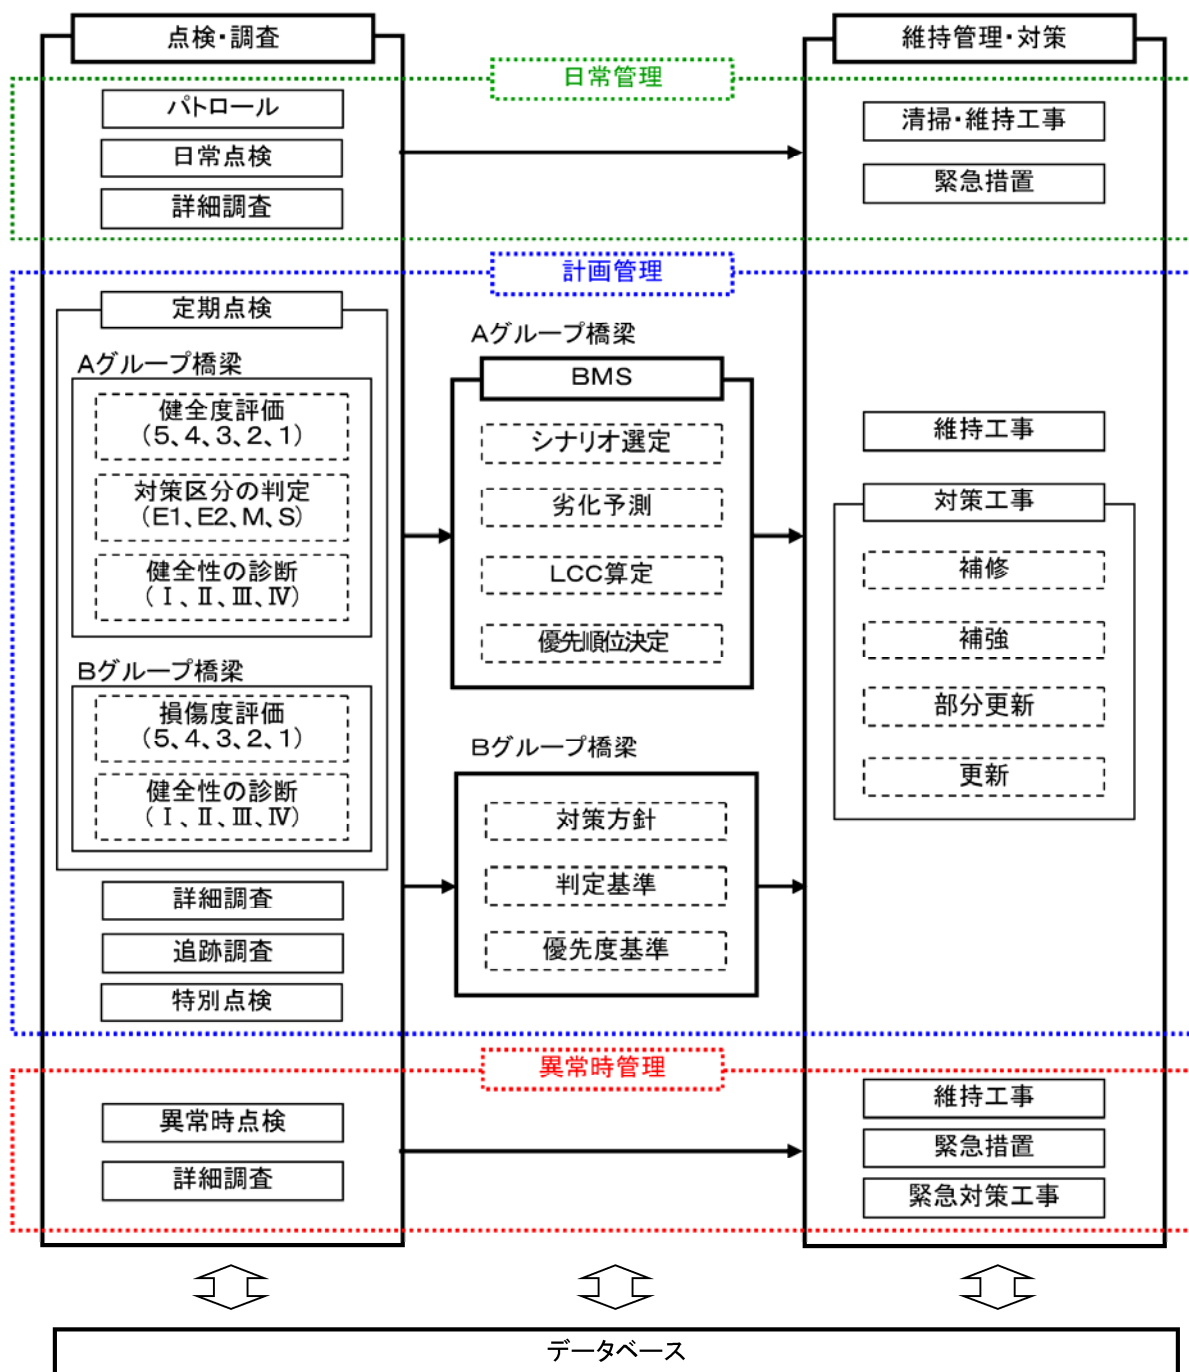 点検・調査
維持管理・対策
日常管理
パトロール
日常点検
詳細調査
清掃・維持工事
緊急措置
計画管理
定期点検
Aグループ橋梁
健全度評価
(5、4、3、2、1)
対策区分の判定
(E1、E2、M、S)
健全性の診断
(Ⅰ、Ⅱ、Ⅲ、Ⅳ)
Bグループ橋梁
損傷度評価
(5、4、3、2、1)
健全性の診断
(Ⅰ、Ⅱ、Ⅲ、Ⅳ)
詳細調査
追跡調査
特別点検
Aグループ橋梁
BMS
シナリオ選定
劣化予測
LCC算定
優先順位決定
Bグループ橋梁
対策方針
判定基準
優先度基準
維持工事
対策工事
補修
補強
部分更新
更新
異常時管理
異常時点検
詳細調査
維持工事
緊急措置
緊急対策工事
データベース